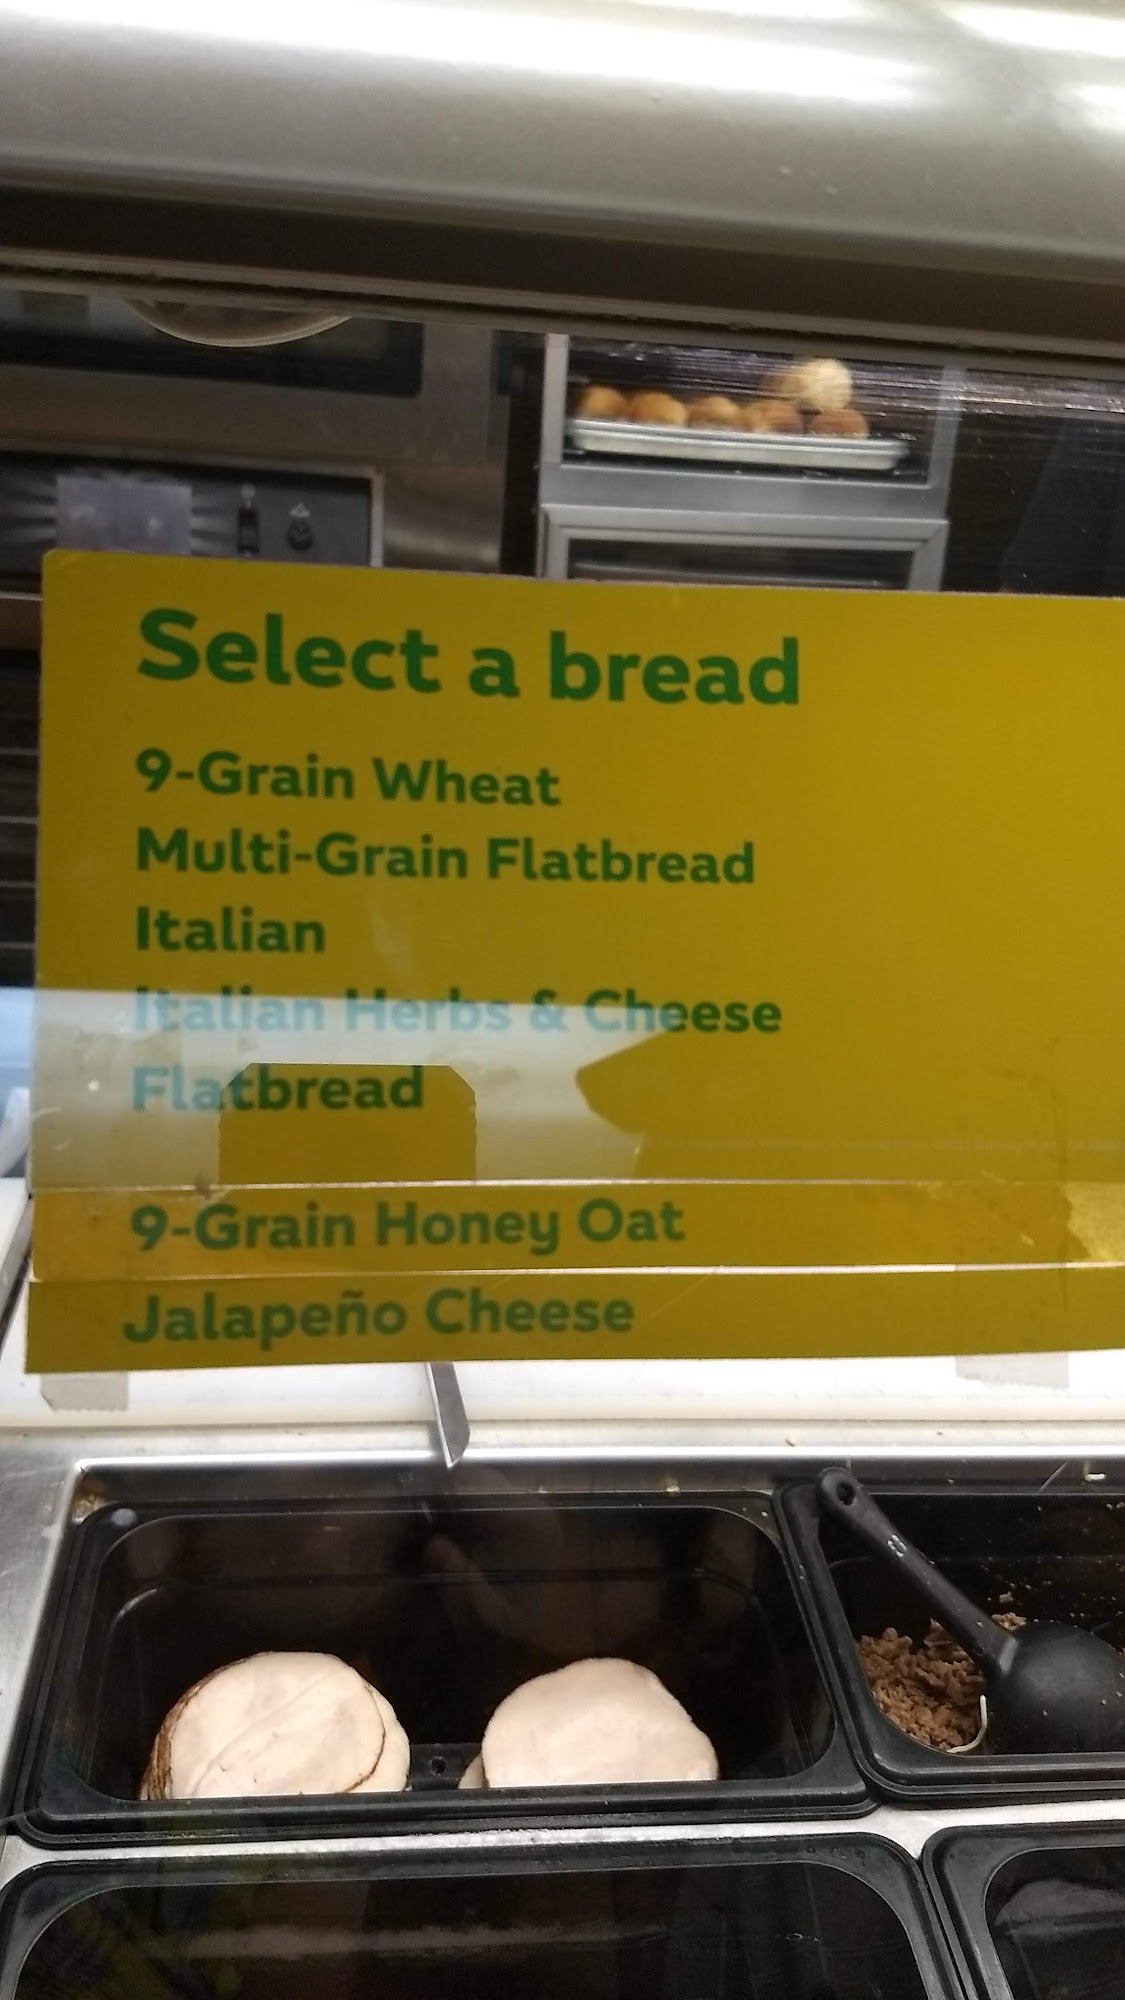 Select a bread
9-Grain Wheat
Multi-Grain Flatbread
Italian
Italian Herbs & Cheese
Flatbread
9-Grain Honey Oat
Jalapeño Cheese